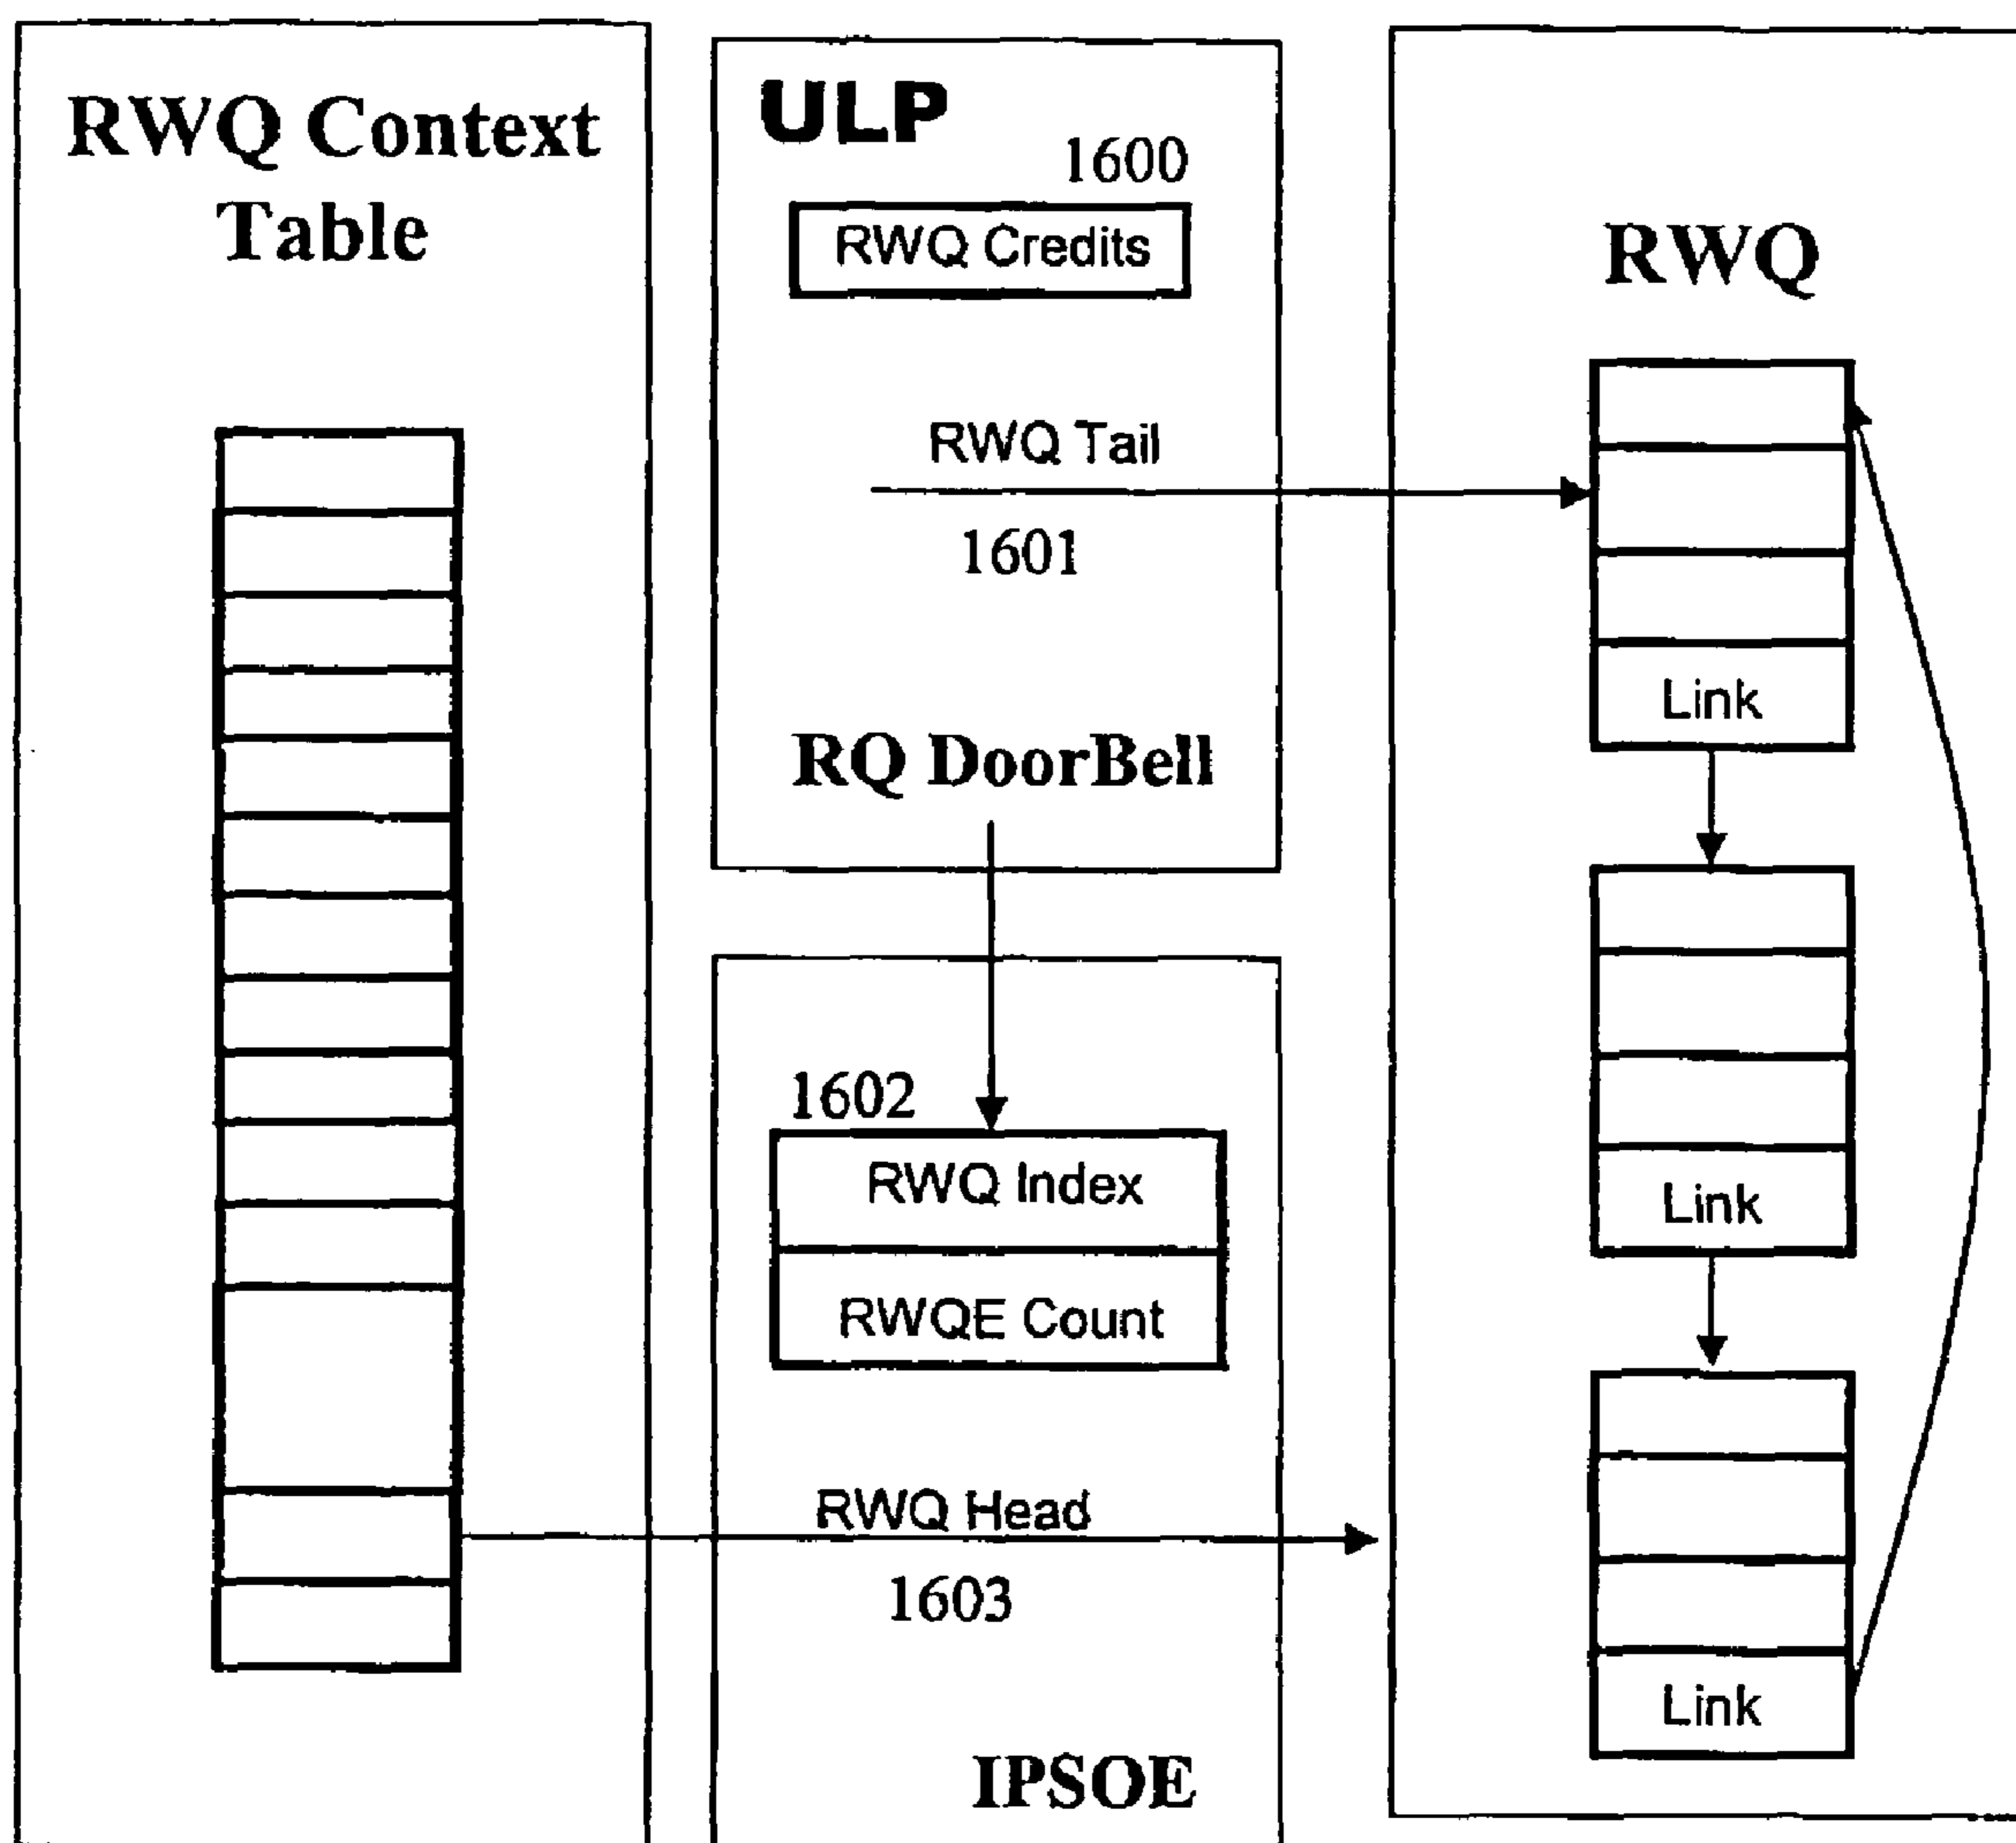 RWQ Context
Table
ULP
1600
RWQ Credits
RWQ Tail
1601
RQ DoorBell
1602
RWQ Index
RWQE Count
RWQ Head
1603
IPSOE
RWQ
Link
Link
Link